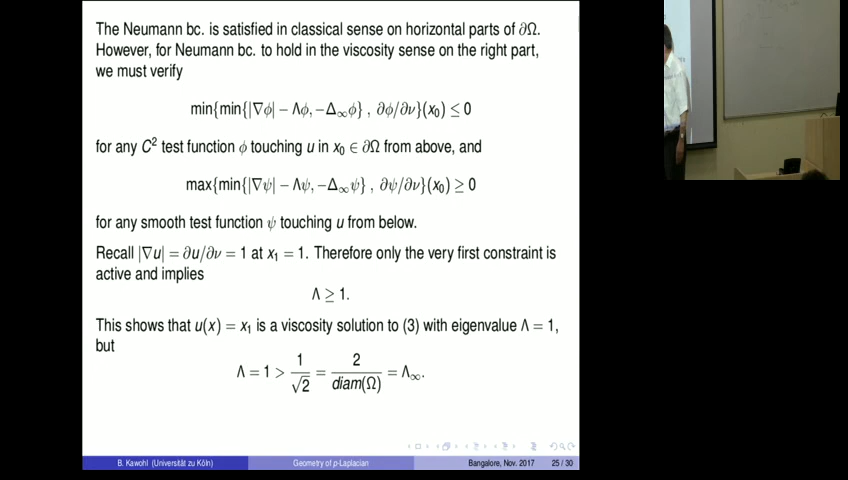 The Neumann bc. is satisfied in classical sense on horizontal parts of ∂Ω.
However, for Neumann bc. to hold in the viscosity sense on the right part,
we must verify
min{min{|∇ϕ| − Λϕ, −Δ∞ϕ} , ∂ϕ/∂ν}(x₀) ≤ 0
for any C² test function ϕ touching u in x₀ ∈ ∂Ω from above, and
max{min{|∇ψ| − Λψ, −Δ∞ψ} , ∂ψ/∂ν}(x₀) ≥ 0
for any smooth test function ψ touching u from below.
Recall |∇u| = ∂u/∂ν = 1 at x₁ = 1. Therefore only the very first constraint is
active and implies
Λ ≥ 1.
This shows that u(x) = x₁ is a viscosity solution to (3) with eigenvalue Λ = 1,
but
Λ = 1 > 1/√2 = 2/diam(Ω) = Λ∞.
B. Kawohl (Universität zu Köln) Geometry of p-Laplacian Bangalore, Nov. 2017 25 / 30